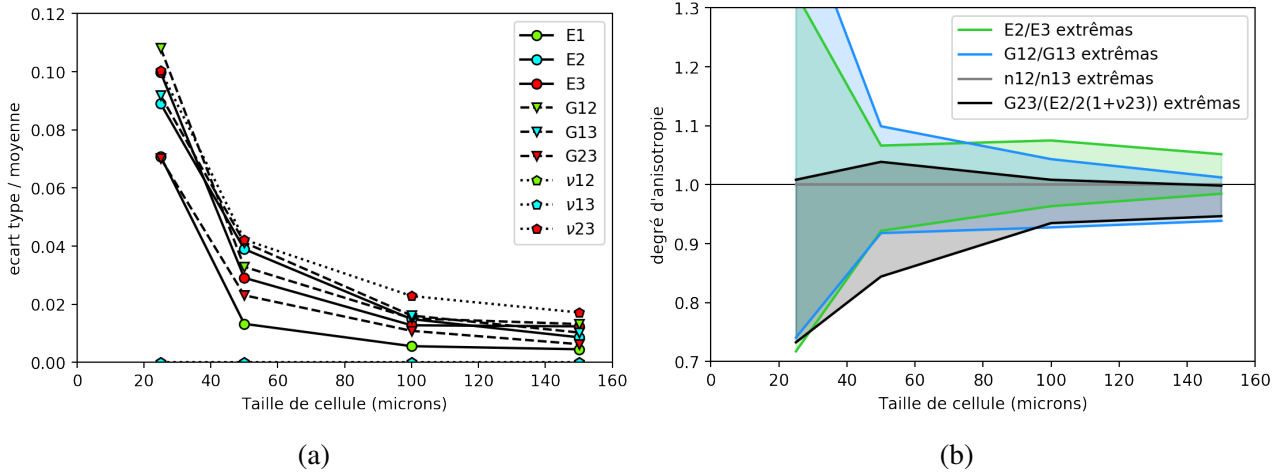 0.12
0.10
0.08
0.06
0.04
0.02
0.00
ecart type / moyenne
0 20 40 60 80 100 120 140 160
Taille de cellule (microns)
E1
E2
E3
G12
G13
G23
ν12
ν13
ν23
(a)
1.3
1.2
1.1
1.0
0.9
0.8
0.7
degré d'anisotropie
0 20 40 60 80 100 120 140 160
Taille de cellule (microns)
E2/E3 extrêmas
G12/G13 extrêmas
n12/n13 extrêmas
G23/(E2/2(1+ν23)) extrêmas
(b)